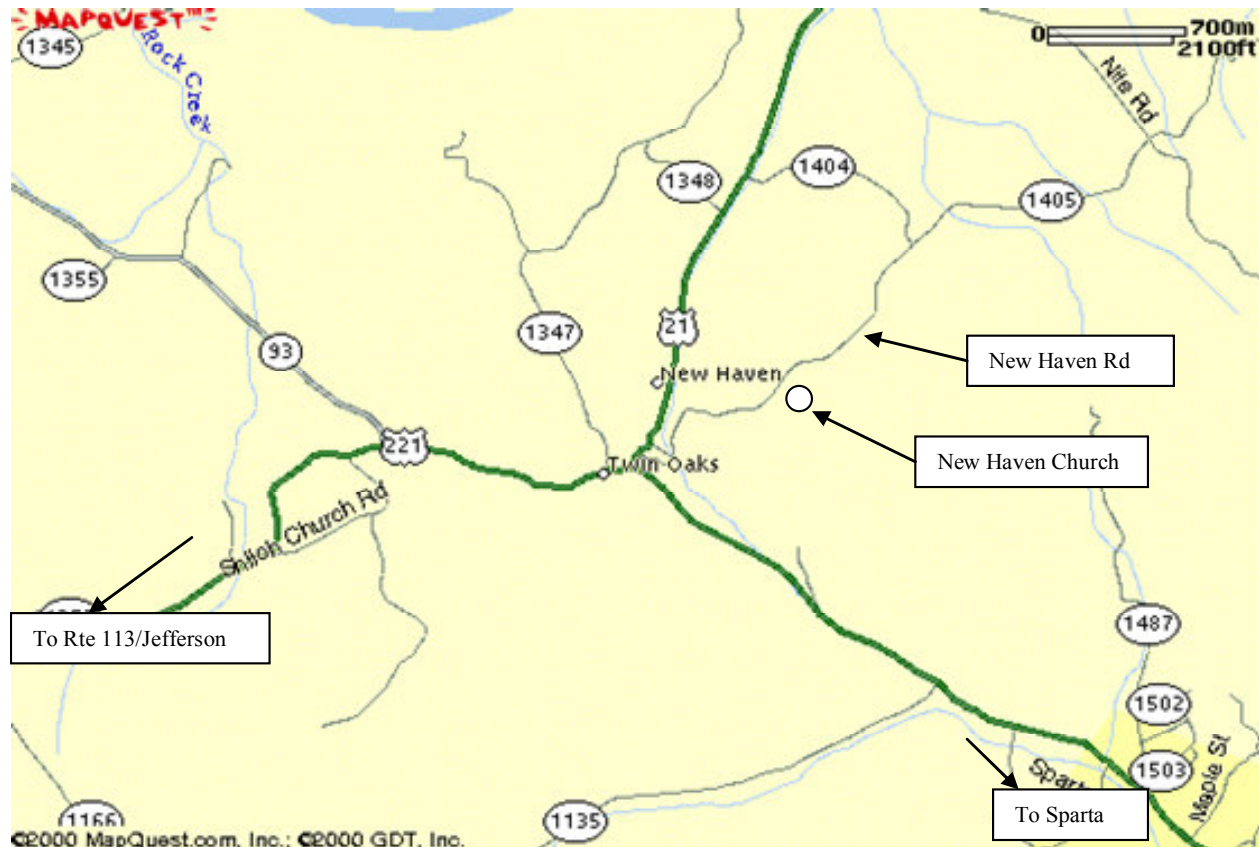 MAPQUEST™
1345
Rock Creek
0 700m
2100ft
Nile Rd
1404
1348
1405
1355
1347
21
93
New Haven Rd
New Haven
221
New Haven Church
Twin Oaks
Shiloh Church Rd
To Rte 113/Jefferson
1487
1502
1503
Maple St
To Sparta
1166
1135
©2000 MapQuest.com, Inc.; ©2000 GDT, Inc.